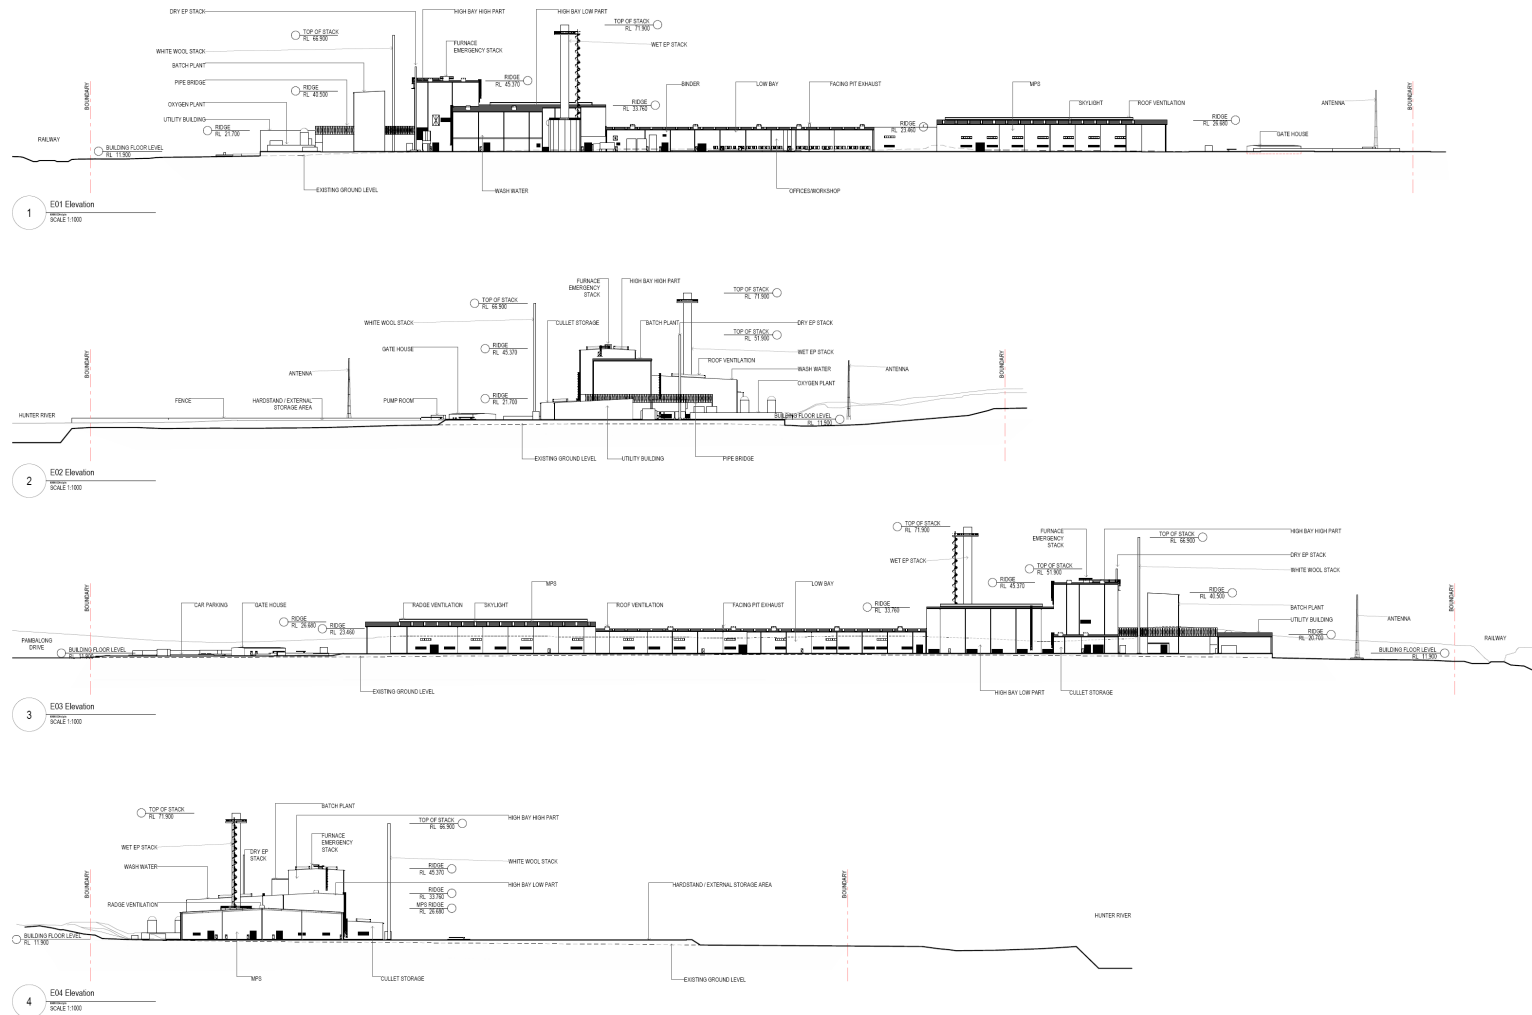 DRY EP STACK
HIGH BAY HIGH PART
HIGH BAY LOW PART
TOP OF STACK
RL 66.900
TOP OF STACK
RL 71.900
WHITE WOOL STACK
FURNACE
EMERGENCY STACK
WET EP STACK
BATCH PLANT
PIPE BRIDGE
RIDGE
RL 45.370
BINDER
LOW BAY
FACING PIT EXHAUST
MPS
BOUNDARY
RIDGE
RL 40.500
OXYGEN PLANT
RIDGE
RL 33.760
SKYLIGHT
ROOF VENTILATION
ANTENNA
BOUNDARY
UTILITY BUILDING
RIDGE
RL 21.700
RIDGE
RL 23.460
RIDGE
RL 26.680
GATE HOUSE
RAILWAY
BUILDING FLOOR LEVEL
RL 11.900
EXISTING GROUND LEVEL
WASH WATER
OFFICES/WORKSHOP
1
E01 Elevation
SCALE 1:1000
FURNACE
EMERGENCY
STACK
HIGH BAY HIGH PART
TOP OF STACK
RL 66.900
TOP OF STACK
RL 71.900
WHITE WOOL STACK
CULLET STORAGE
BATCH PLANT
DRY EP STACK
TOP OF STACK
RL 51.900
BOUNDARY
GATE HOUSE
RIDGE
RL 45.370
WET EP STACK
ROOF VENTILATION
WASH WATER
ANTENNA
ANTENNA
BOUNDARY
OXYGEN PLANT
FENCE
HARDSTAND / EXTERNAL
STORAGE AREA
PUMP ROOM
RIDGE
RL 21.700
HUNTER RIVER
BUILDING FLOOR LEVEL
RL 11.900
EXISTING GROUND LEVEL
UTILITY BUILDING
PIPE BRIDGE
2
E02 Elevation
SCALE 1:1000
TOP OF STACK
RL 71.900
FURNACE
EMERGENCY
STACK
HIGH BAY HIGH PART
TOP OF STACK
RL 66.900
WET EP STACK
DRY EP STACK
TOP OF STACK
RL 51.900
WHITE WOOL STACK
MPS
LOW BAY
RIDGE
RL 45.370
RIDGE
RL 40.500
BOUNDARY
CAR PARKING
GATE HOUSE
RADGE VENTILATION
SKYLIGHT
ROOF VENTILATION
FACING PIT EXHAUST
RIDGE
RL 33.760
BATCH PLANT
UTILITY BUILDING
ANTENNA
BOUNDARY
RIDGE
RL 26.680
RIDGE
RL 23.460
RIDGE
RL 20.700
PAMBALONG
DRIVE
RAILWAY
BUILDING FLOOR LEVEL
RL 11.900
BUILDING FLOOR LEVEL
RL 11.900
EXISTING GROUND LEVEL
HIGH BAY LOW PART
CULLET STORAGE
3
E03 Elevation
SCALE 1:1000
BATCH PLANT
TOP OF STACK
RL 71.900
HIGH BAY HIGH PART
TOP OF STACK
RL 66.900
FURNACE
EMERGENCY
STACK
WET EP STACK
DRY EP
STACK
WHITE WOOL STACK
WASH WATER
RIDGE
RL 45.370
BOUNDARY
HIGH BAY LOW PART
HARDSTAND / EXTERNAL STORAGE AREA
BOUNDARY
RIDGE
RL 33.760
RADGE VENTILATION
MPS RIDGE
RL 26.680
HUNTER RIVER
BUILDING FLOOR LEVEL
RL 11.900
MPS
CULLET STORAGE
EXISTING GROUND LEVEL
4
E04 Elevation
SCALE 1:1000